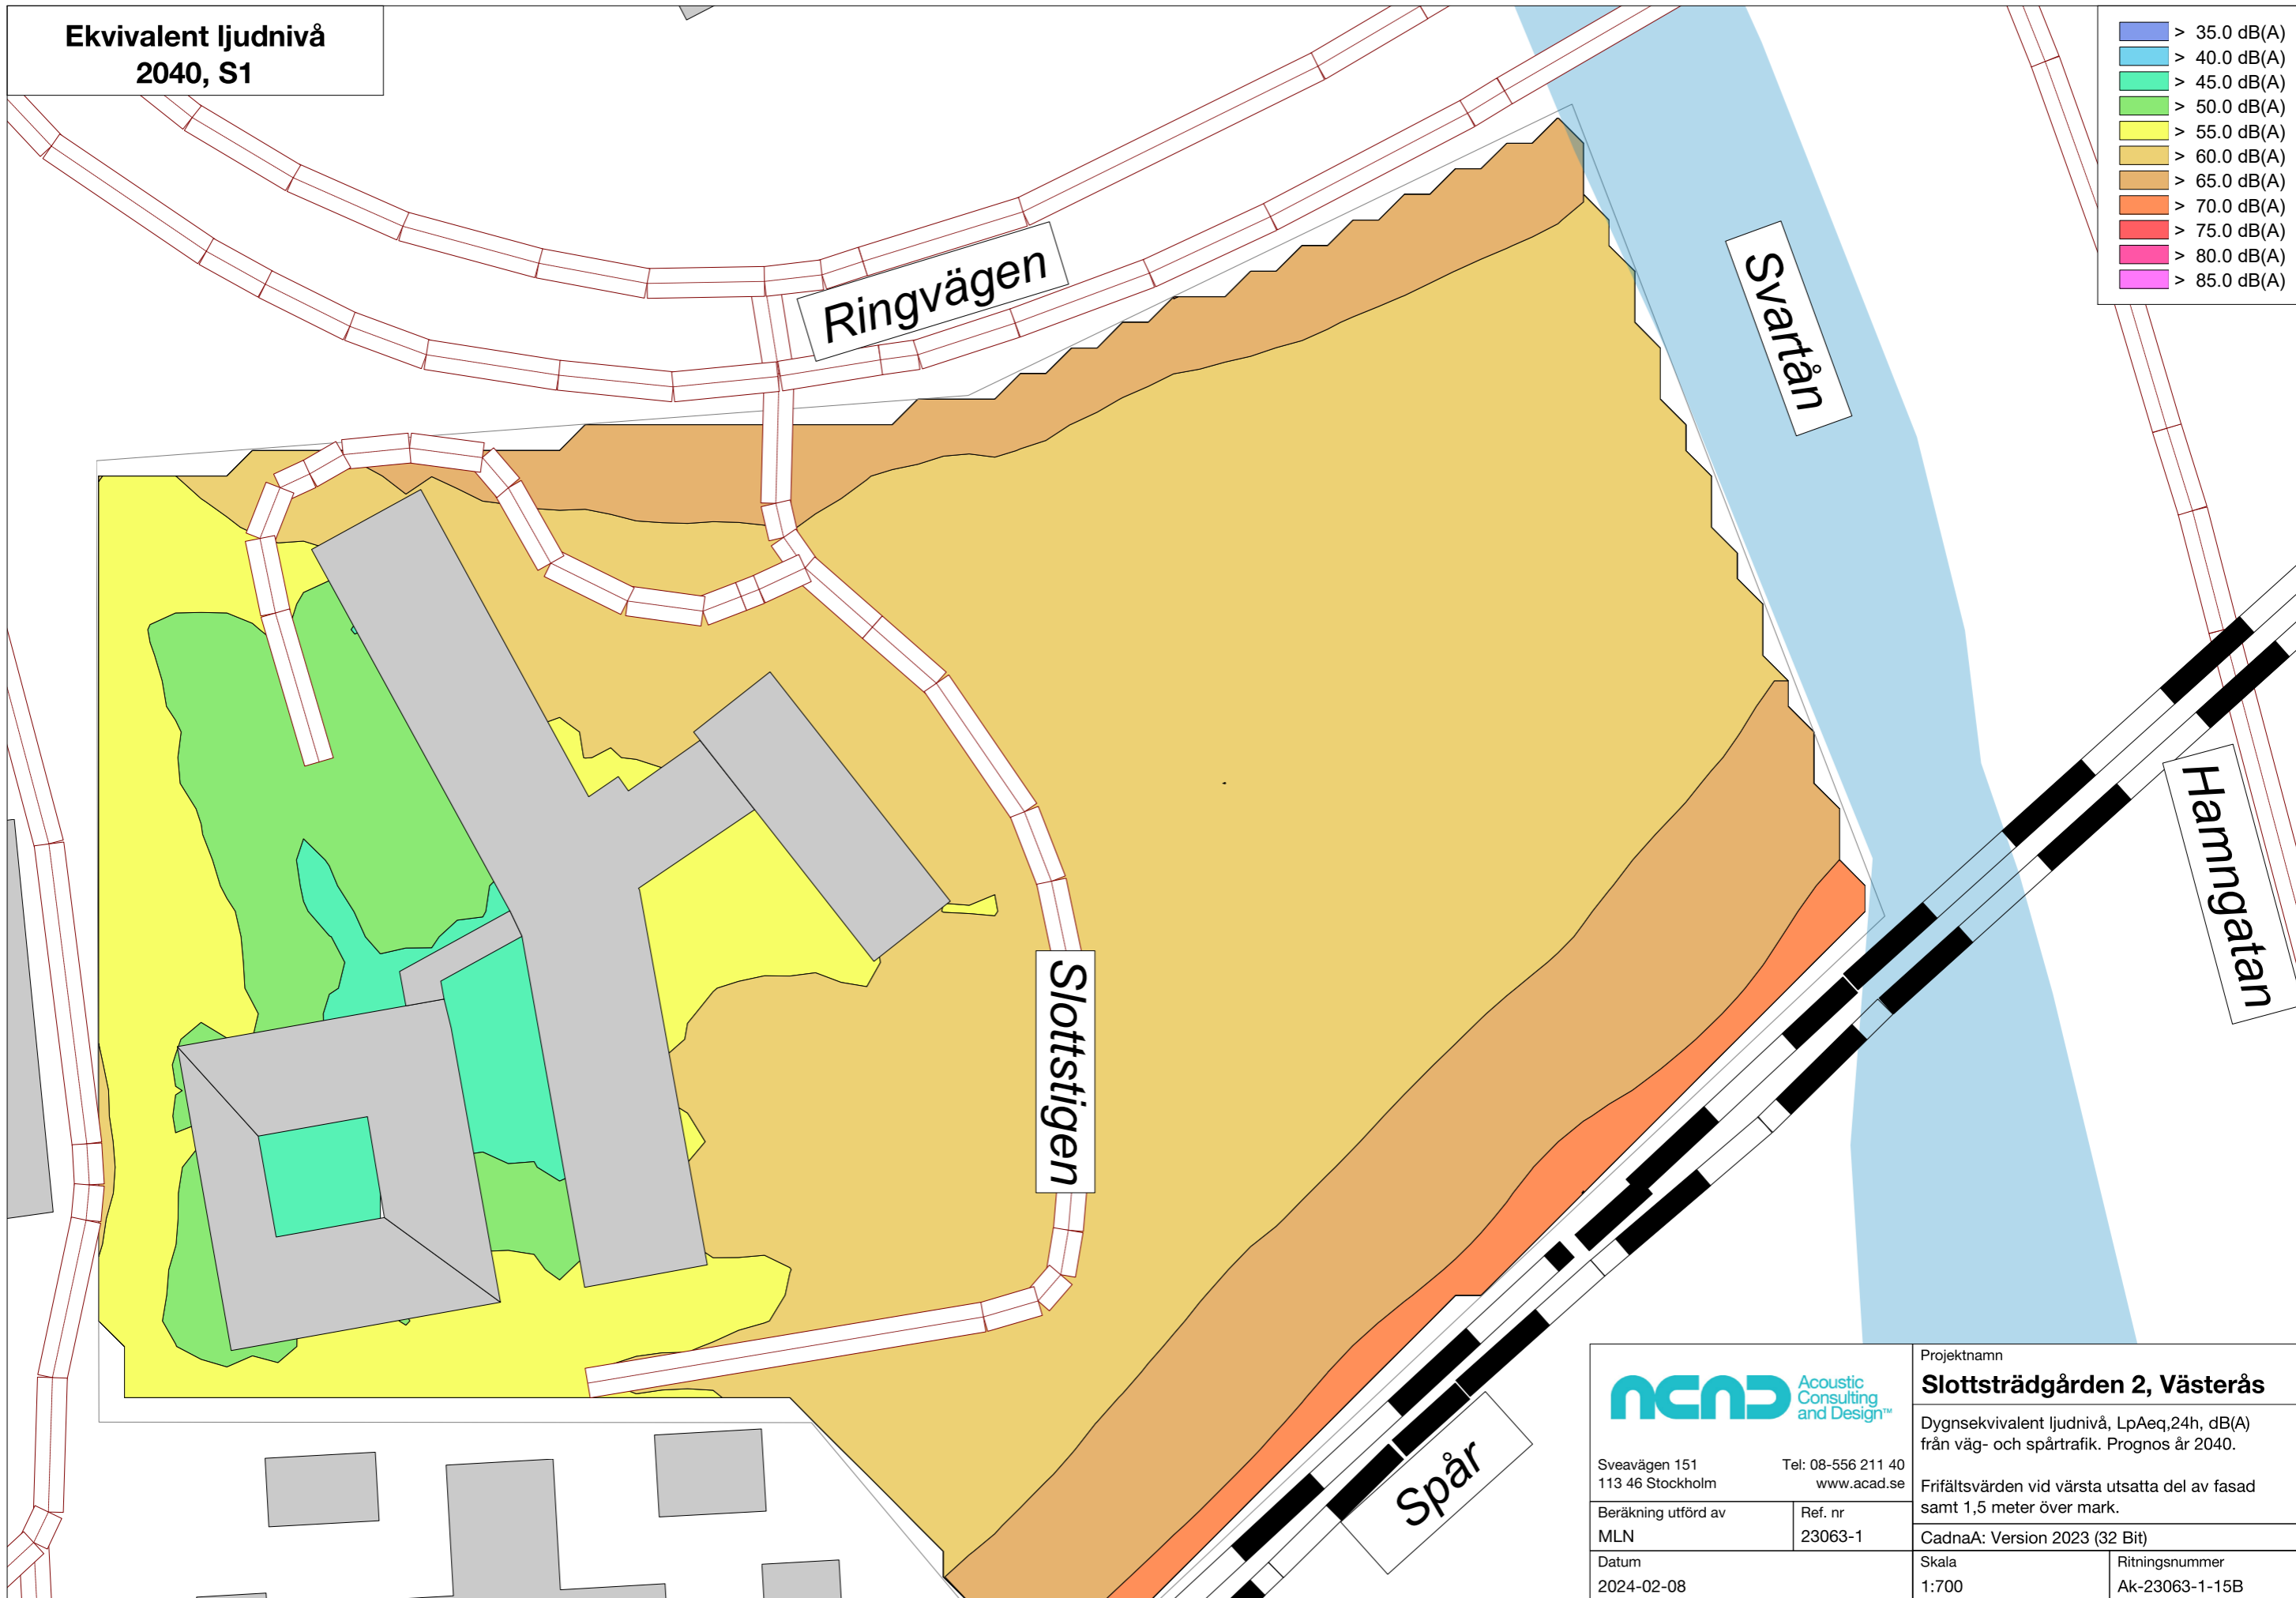 Ekvivalent ljudnivå
2040, S1
> 35.0 dB(A)
> 40.0 dB(A)
> 45.0 dB(A)
> 50.0 dB(A)
> 55.0 dB(A)
> 60.0 dB(A)
> 65.0 dB(A)
> 70.0 dB(A)
> 75.0 dB(A)
> 80.0 dB(A)
> 85.0 dB(A)
Ringvägen
Svartån
Hamngatan
Slottstigen
Spår
acad Acoustic
Consulting
and Design™
Sveavägen 151 Tel: 08-556 211 40
113 46 Stockholm www.acad.se
Beräkning utförd av
MLN
Ref. nr
23063-1
Datum
2024-02-08
Projektnamn
Slottsträdgården 2, Västerås
Dygnsekvivalent ljudnivå, LpAeq,24h, dB(A)
från väg- och spårtrafik. Prognos år 2040.
Frifältsvärden vid värsta utsatta del av fasad
samt 1,5 meter över mark.
CadnaA: Version 2023 (32 Bit)
Skala
1:700
Ritningsnummer
Ak-23063-1-15B